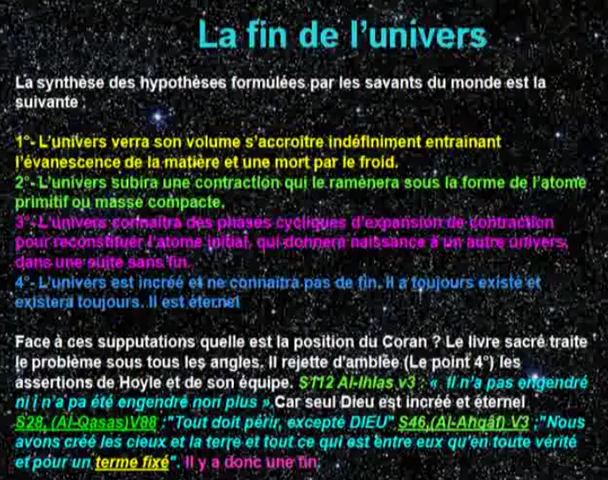 La fin de l'univers
La synthèse des hypothèses formulées par les savants du monde est la
suivante :
1°- L'univers verra son volume s'accroître indéfiniment entrainant
l'évanescence de la matière et une mort par le froid.
2°- L'univers subira une contraction qui le ramènera sous la forme de l'atome
primitif ou masse compacte.
3°- L'univers connaîtra des phases cycliques d'expansion de contraction
pour reconstituer l'atome initial, qui donnera naissance à un autre univers,
dans une suite sans fin.
4°- L'univers est incréé et ne connaitra pas de fin. Il a toujours existé et
existera toujours. Il est éternel
Face à ces supputations quelle est la position du Coran ? Le livre sacré traite
le problème sous tous les angles. Il rejette d'amblée (Le point 4°) les
assertions de Hoyle et de son équipe. S112 Al-Ihlas v3 : « Il n'a pas engendré
ni i n'a pa été engendré non plus ».Car seul Dieu est incréé et éternel
S28, (Al-Qasas)V88 :"Tout doit périr, excepté DIEU".S46,(Al-Ahqâf) V3 ;"Nous
avons créé les cieux et la terre et tout ce qui est entre eux qu'en toute vérité
et pour un terme fixé". Il y a donc une fin: